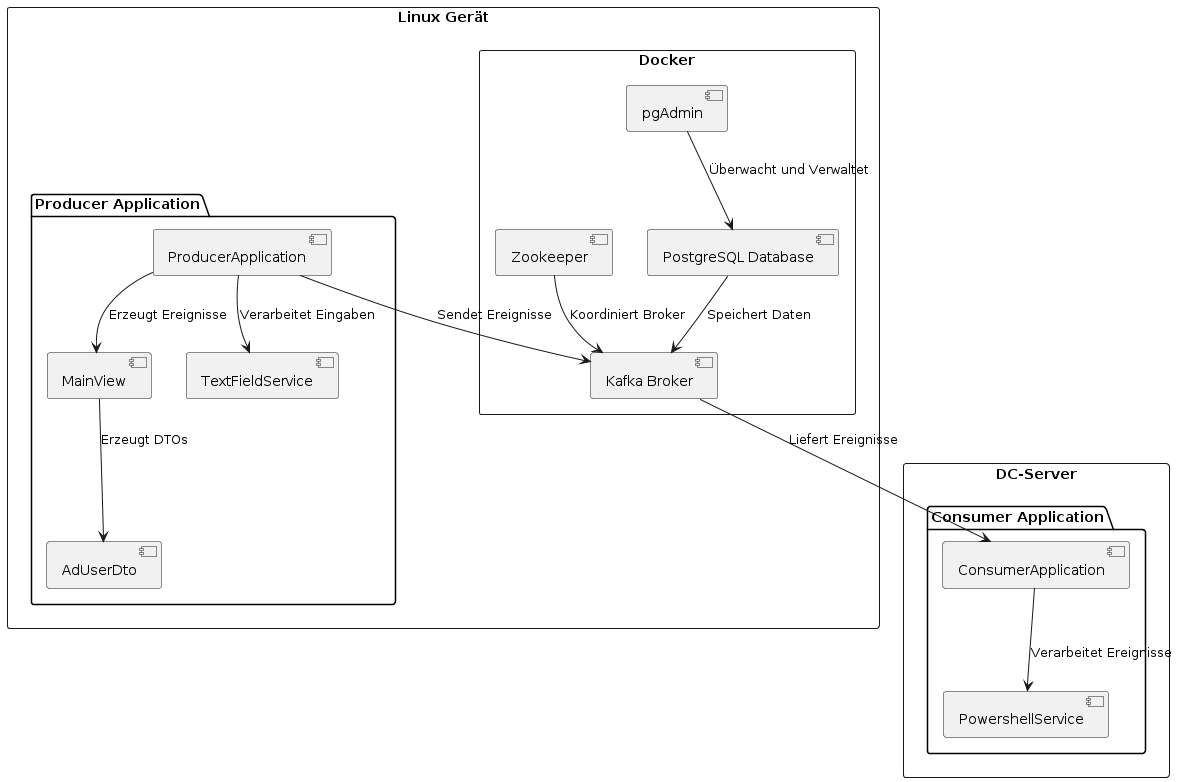 Linux Gerät
Docker
pgAdmin
Überwacht und Verwaltet
Producer Application
ProducerApplication
Zookeeper
PostgreSQL Database
Erzeugt Ereignisse
Verarbeitet Eingaben
Sendet Ereignisse
Koordiniert Broker
Speichert Daten
MainView
TextFieldService
Kafka Broker
Erzeugt DTOs
Liefert Ereignisse
DC-Server
Consumer Application
AdUserDto
ConsumerApplication
Verarbeitet Ereignisse
PowershellService